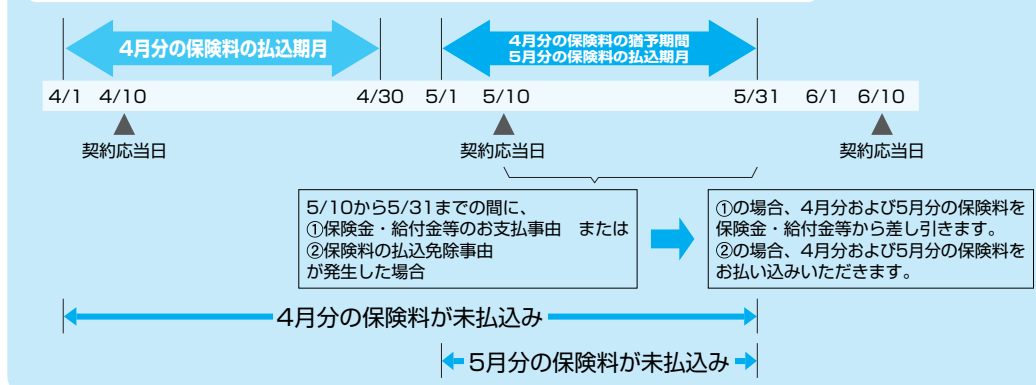 4月分の保険料の払込期月
4月分の保険料の猶予期間
5月分の保険料の払込期月
4/1 4/10 4/30 5/1 5/10 5/31 6/1 6/10
契約応当日 契約応当日 契約応当日
5/10から5/31までの間に、
①保険金・給付金等のお支払事由　または
②保険料の払込免除事由
が発生した場合
①の場合、4月分および5月分の保険料を
保険金・給付金等から差し引きます。
②の場合、4月分および5月分の保険料を
お払い込みいただきます。
4月分の保険料が未払込み
5月分の保険料が未払込み